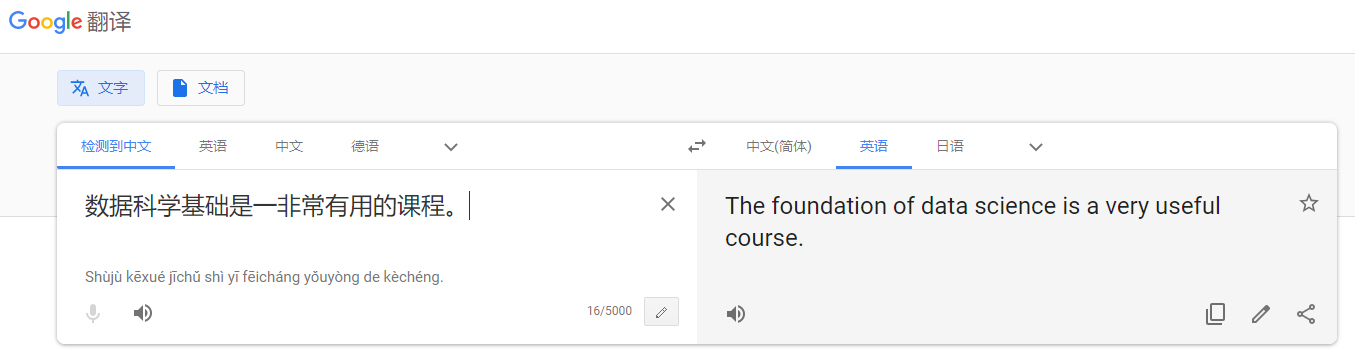 Google 翻译
文字 文档
检测到中文 英语 中文 德语 中文(简体) 英语 日语
数据科学基础是一非常有用的课程。
Shùjù kēxué jīchǔ shì yī fēicháng yǒuyòng de kèchéng.
16/5000
The foundation of data science is a very useful
course.